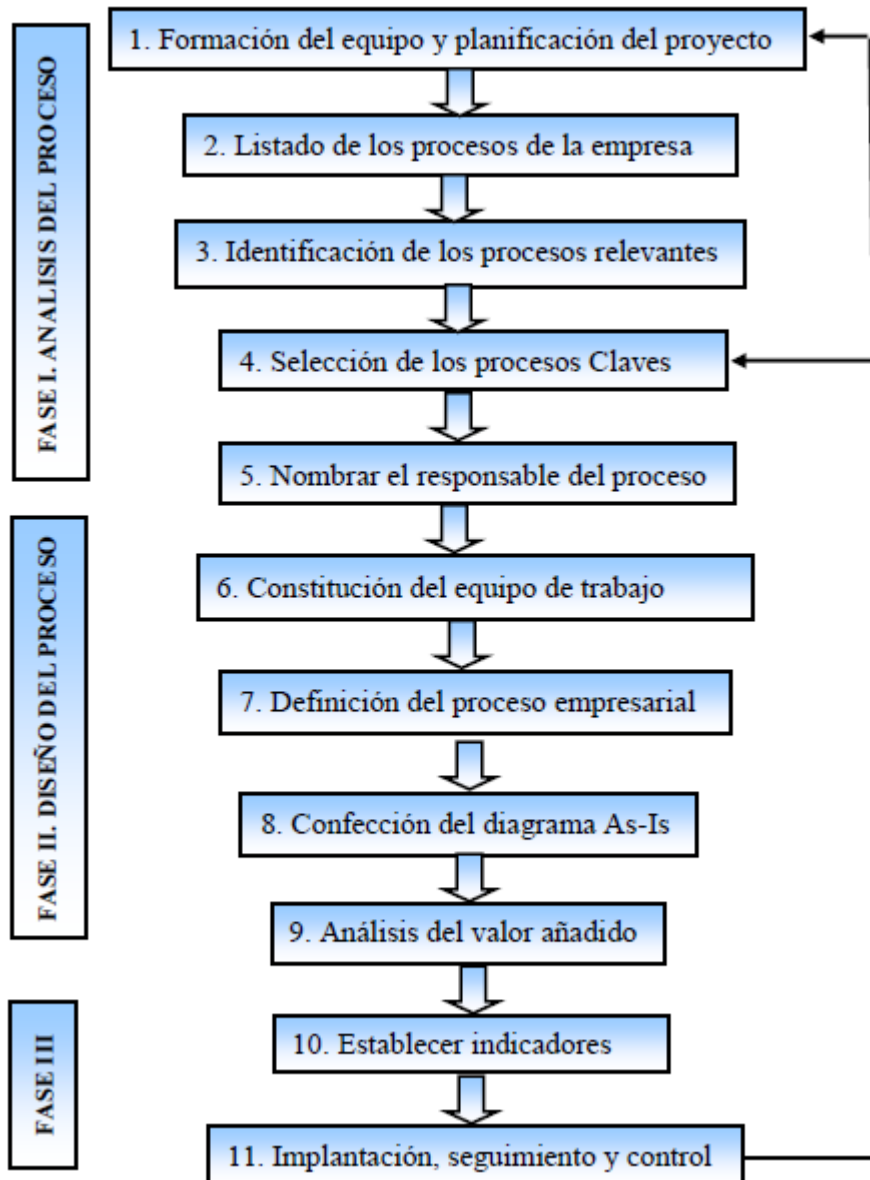 FASE I. ANALISIS DEL PROCESO
1. Formación del equipo y planificación del proyecto
2. Listado de los procesos de la empresa
3. Identificación de los procesos relevantes
4. Selección de los procesos Claves
5. Nombrar el responsable del proceso
FASE II. DISEÑO DEL PROCESO
6. Constitución del equipo de trabajo
7. Definición del proceso empresarial
8. Confección del diagrama As-Is
9. Análisis del valor añadido
FASE III
10. Establecer indicadores
11. Implantación, seguimiento y control